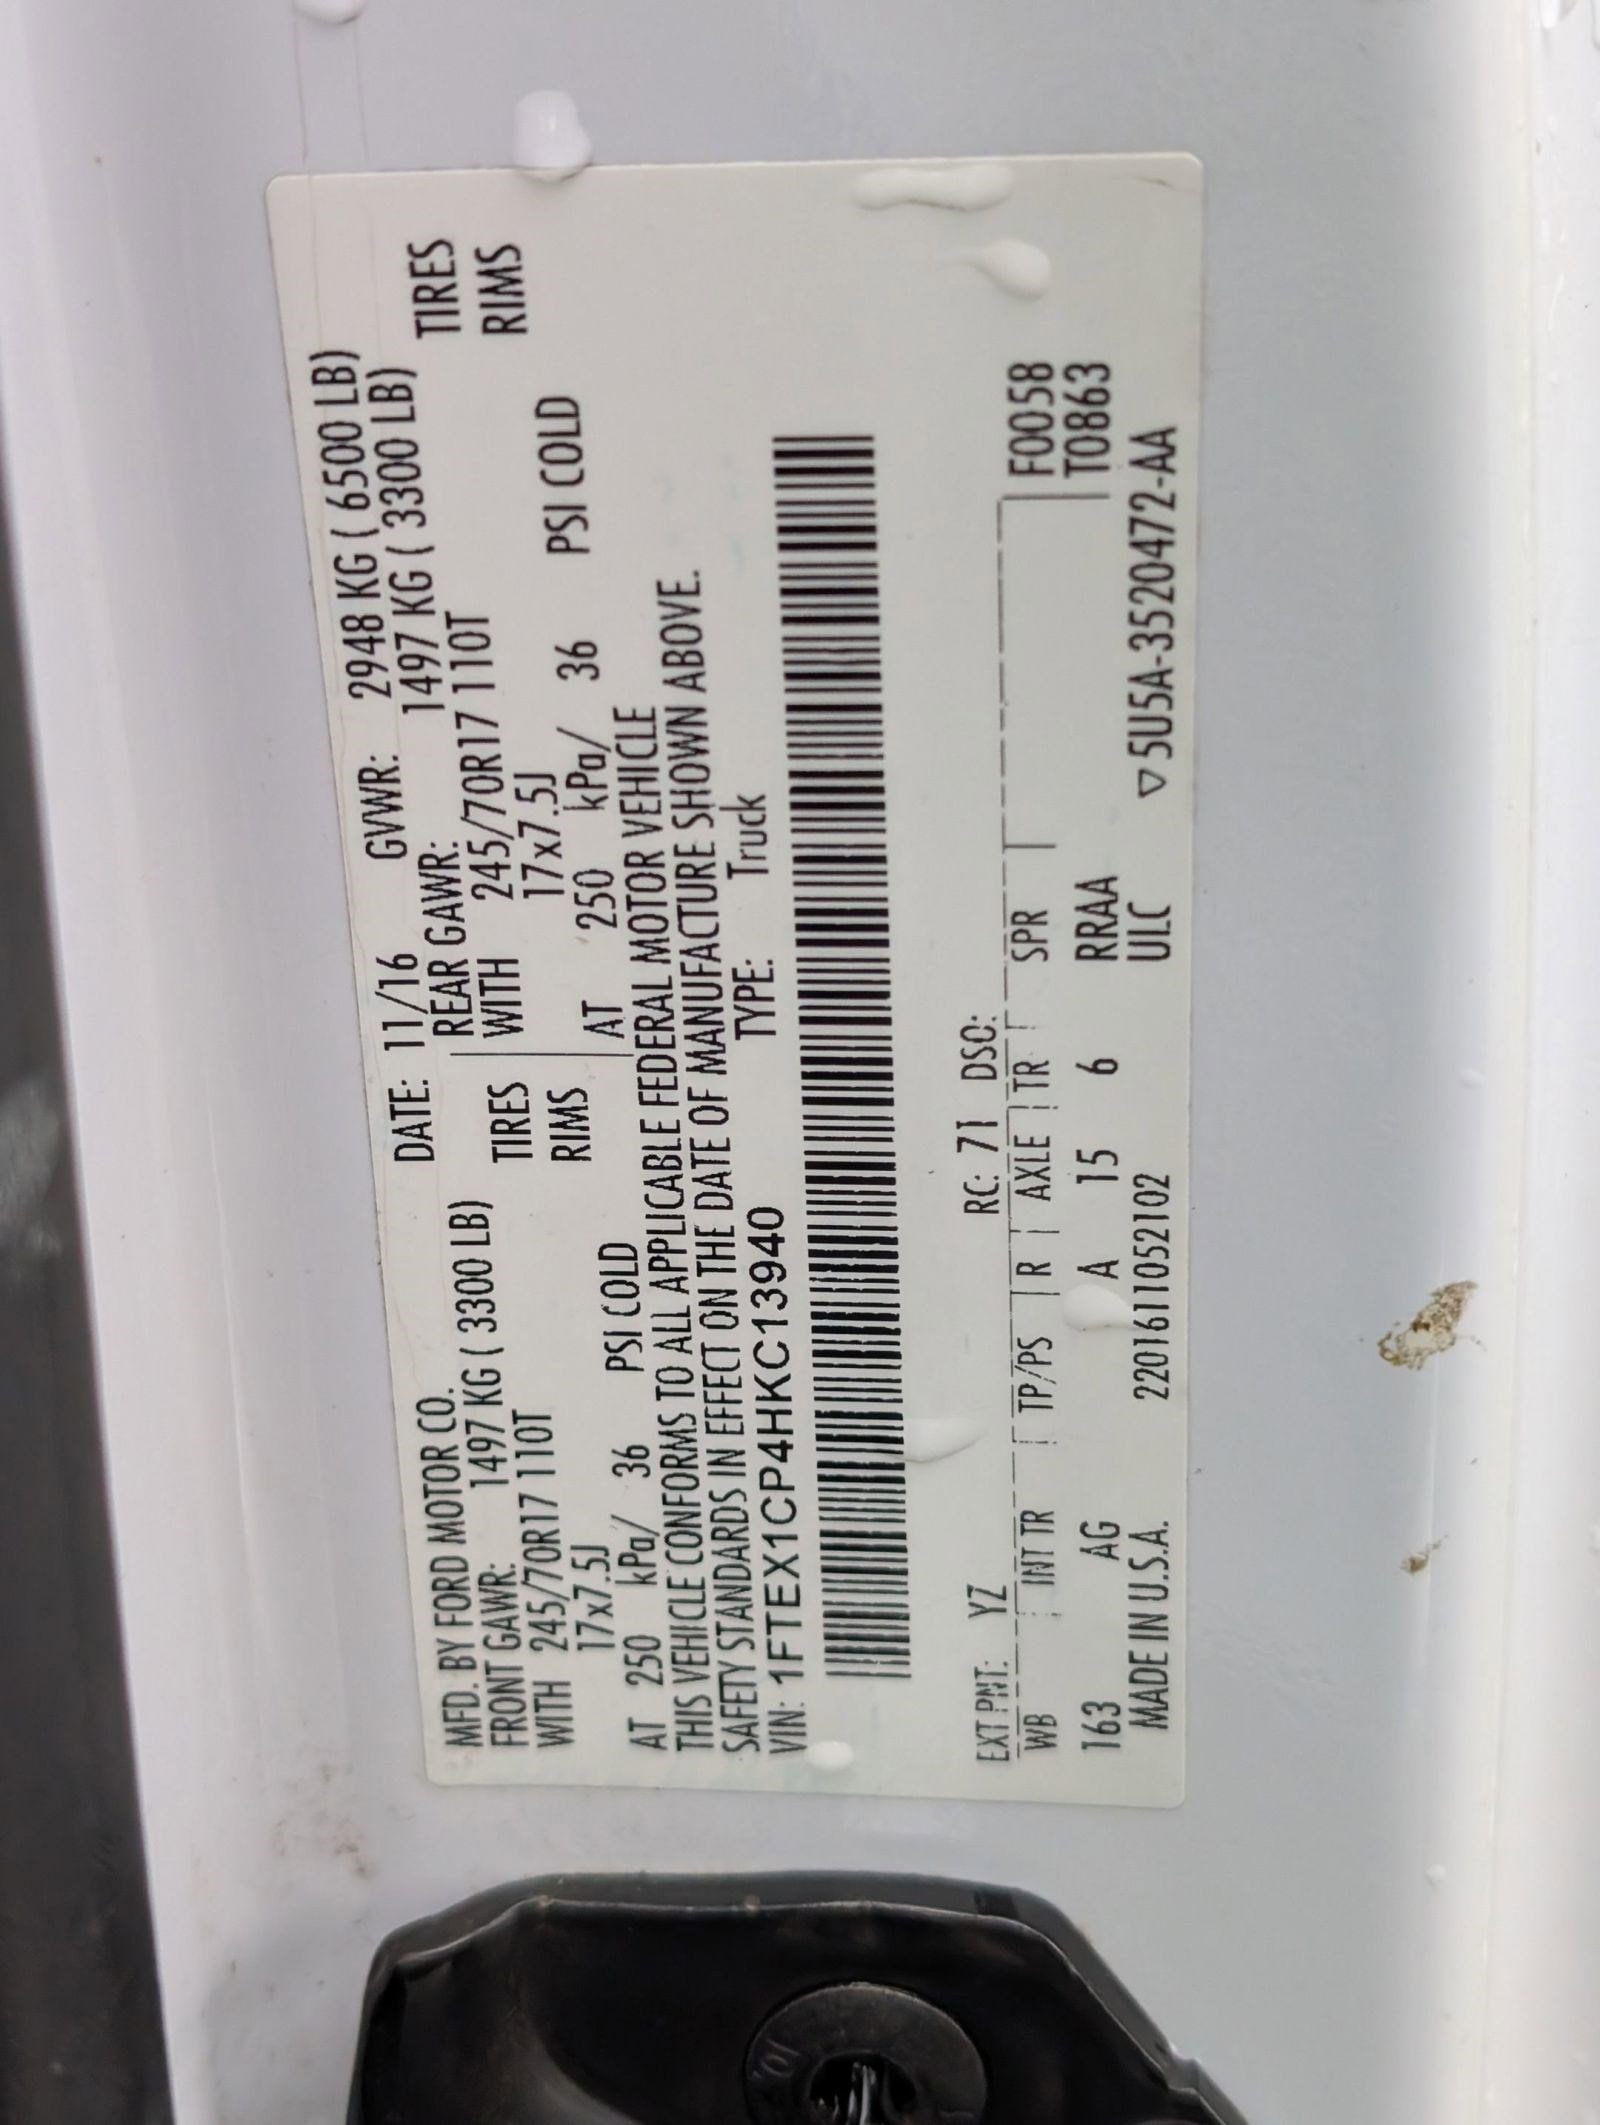 MFD. BY FORD MOTOR CO. DATE: 11/16 GVWR: 2948 KG ( 6500 LB)
FRONT GAWR: 1497 KG ( 3300 LB) REAR GAWR: 1497 KG ( 3300 LB)
WITH 245/70R17 110T TIRES WITH 245/70R17 110T TIRES
17x7.5J RIMS 17x7.5J RIMS
AT 250 kPa/ 36 PSI COLD AT 250 kPa/ 36 PSI COLD
THIS VEHICLE CONFORMS TO ALL APPLICABLE FEDERAL MOTOR VEHICLE
SAFETY STANDARDS IN EFFECT ON THE DATE OF MANUFACTURE SHOWN ABOVE.
VIN: 1FTEX1CP4HKC13940 TYPE: Truck
EXT PNT: YZ RC: 71 DSO:
WB INT TR TP/PS R AXLE TR SPR F0058
163 AG A 15 6 RRAA T0863
MADE IN U.S.A. 2201611052102 ULC ▽5U5A-3520472-AA